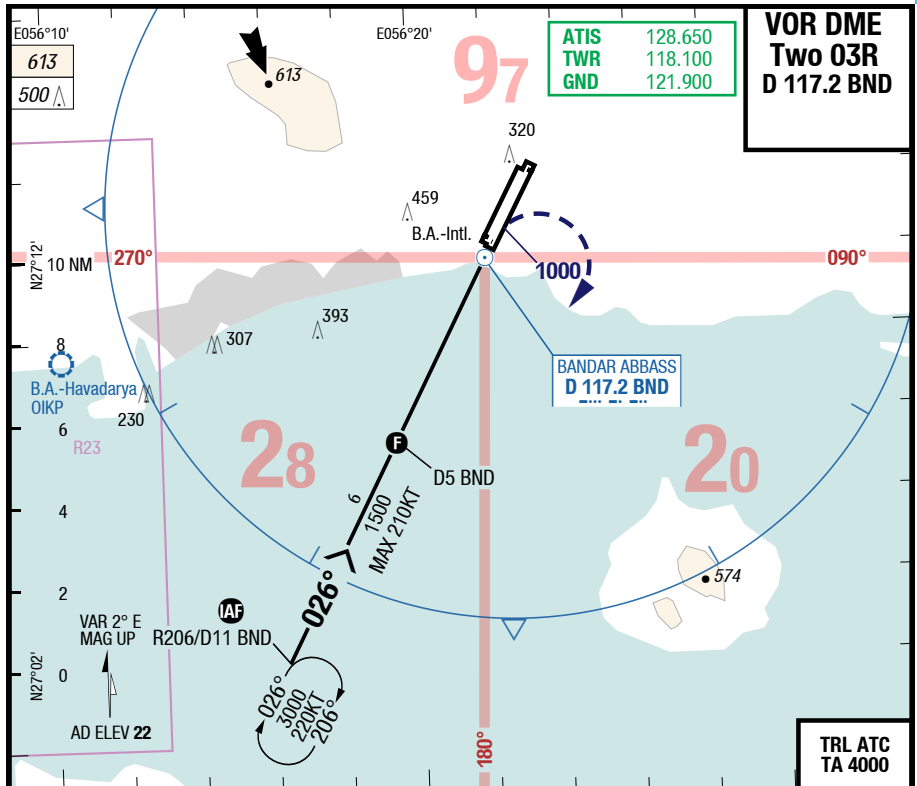 E056°10'
E056°20'
613
500
613
97
ATIS 128.650
TWR 118.100
GND 121.900
VOR DME
Two 03R
D 117.2 BND
320
459
B.A.-Intl.
N27°12'
10 NM
270°
090°
1000
393
307
8
B.A.-Havadarya
OIKP
230
R23
6
BANDAR ABBASS
D 117.2 BND
28
20
F
D5 BND
4
6
1500
MAX 210KT
026°
574
2
IAF
R206/D11 BND
VAR 2° E
MAG UP
N27°02'
0
026°
3000
220KT
206°
AD ELEV 22
180°
TRL ATC
TA 4000